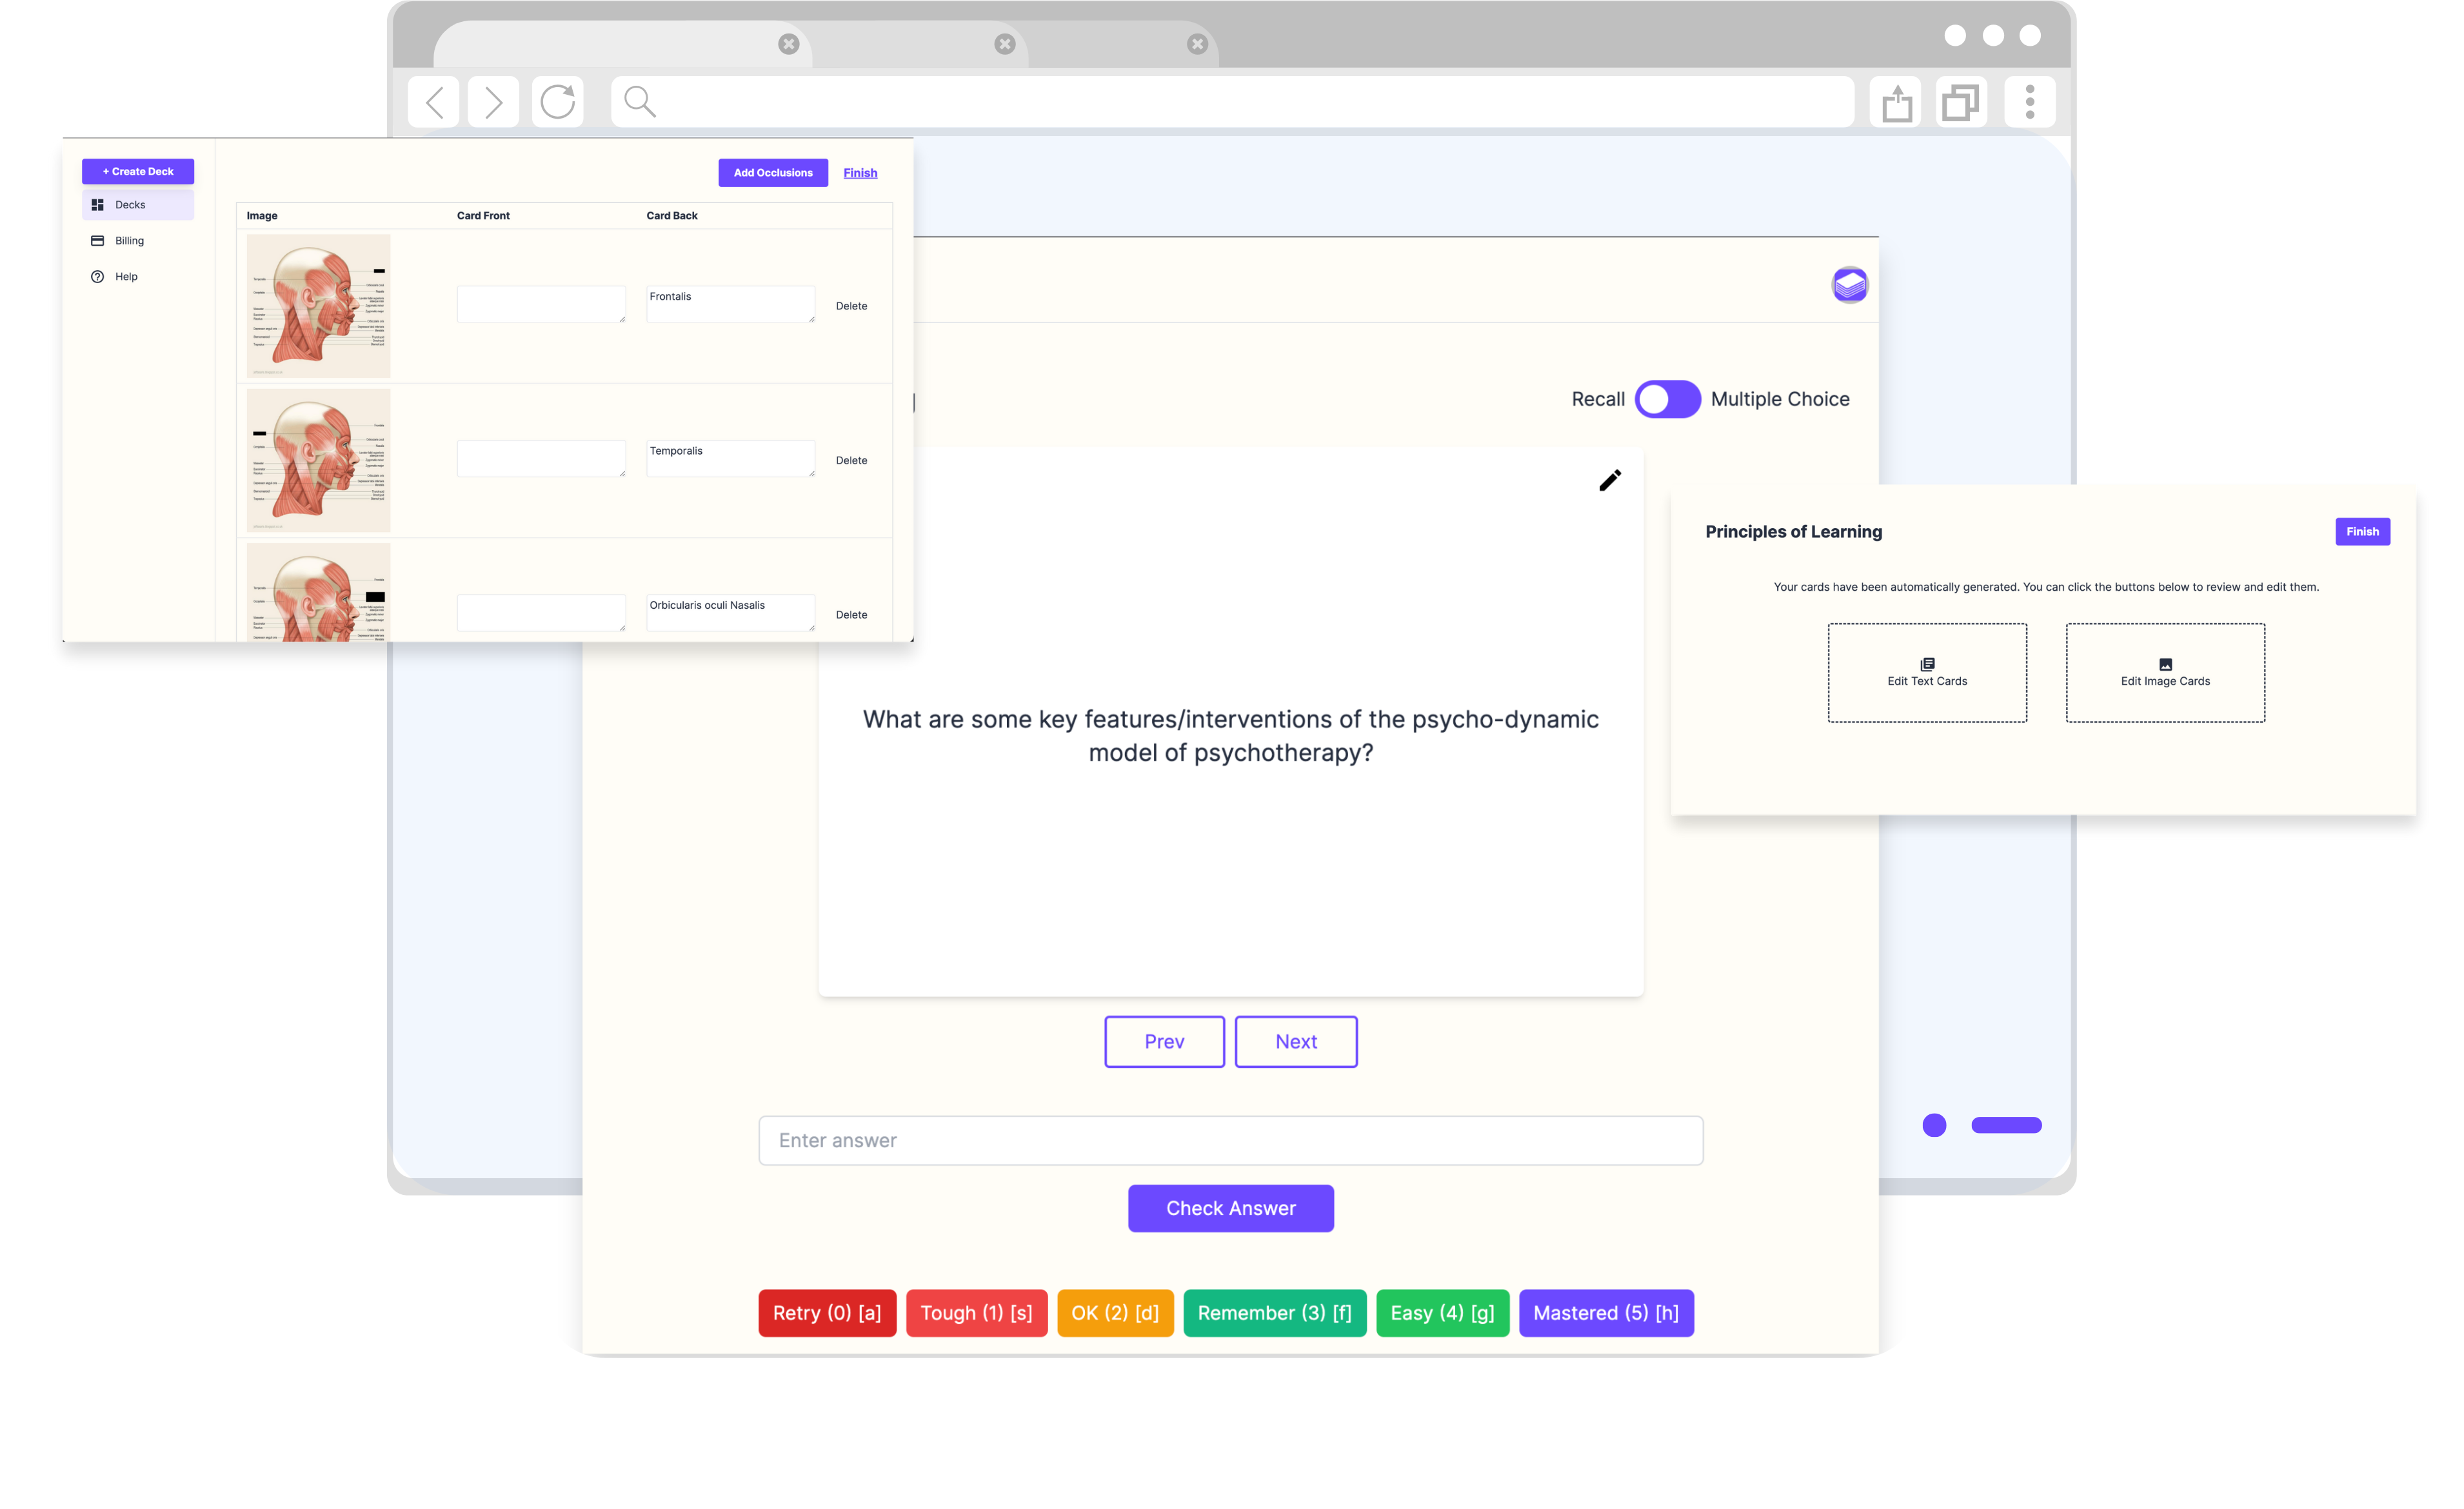 + Create Deck
Decks
Billing
Help
Add Occlusions
Finish
Image
Card Front
Card Back
Frontalis
Delete
Temporalis
Delete
Orbicularis oculi Nasalis
Delete
Recall
Multiple Choice
What are some key features/interventions of the psycho-dynamic
model of psychotherapy?
Prev
Next
Enter answer
Check Answer
Retry (0) [a]
Tough (1) [s]
OK (2) [d]
Remember (3) [f]
Easy (4) [g]
Mastered (5) [h]
Principles of Learning
Finish
Your cards have been automatically generated. You can click the buttons below to review and edit them.
Edit Text Cards
Edit Image Cards